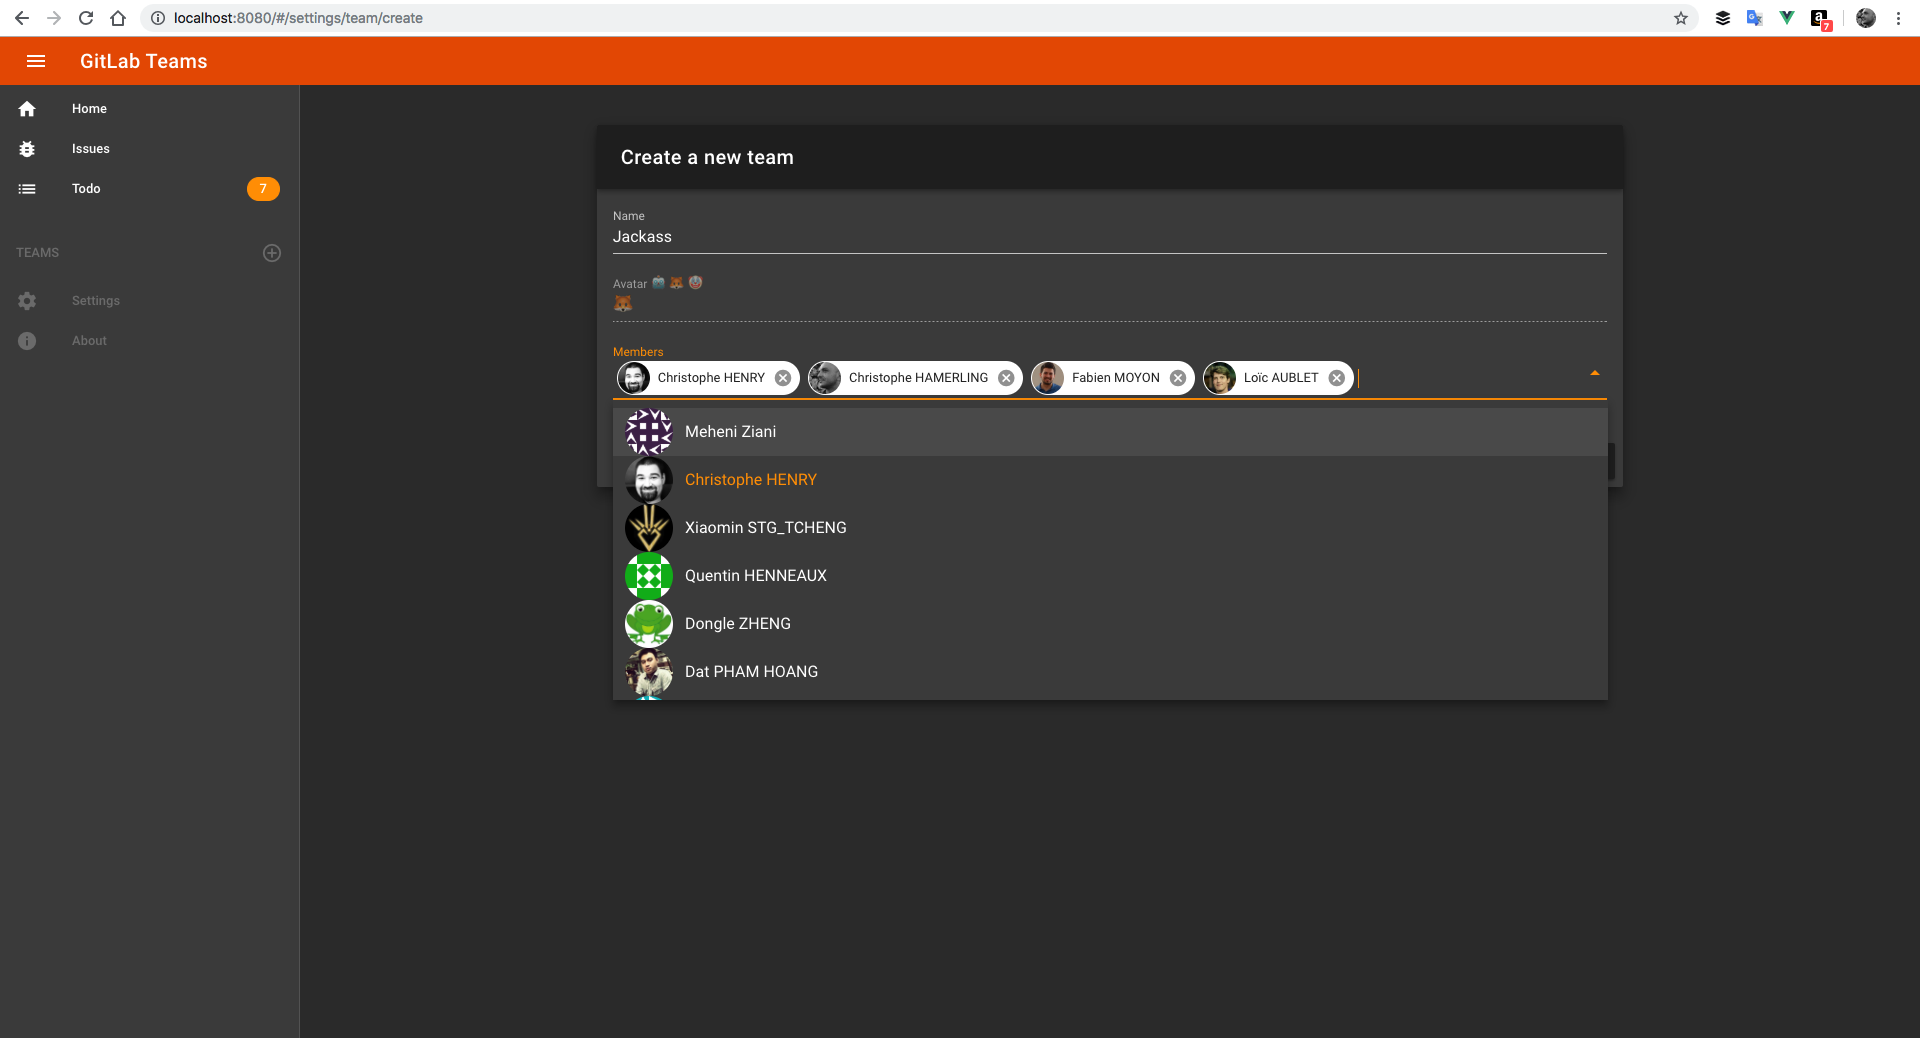 localhost:8080/#/settings/team/create
a
7
GitLab Teams
Home
Issues
Todo 7
TEAMS
Settings
About
Create a new team
Name
Jackass
Avatar 🤖 🦊 🤡
🦊
Members
Christophe HENRY Christophe HAMERLING Fabien MOYON Loïc AUBLET
Meheni Ziani
Christophe HENRY
Xiaomin STG_TCHENG
Quentin HENNEAUX
Dongle ZHENG
Dat PHAM HOANG